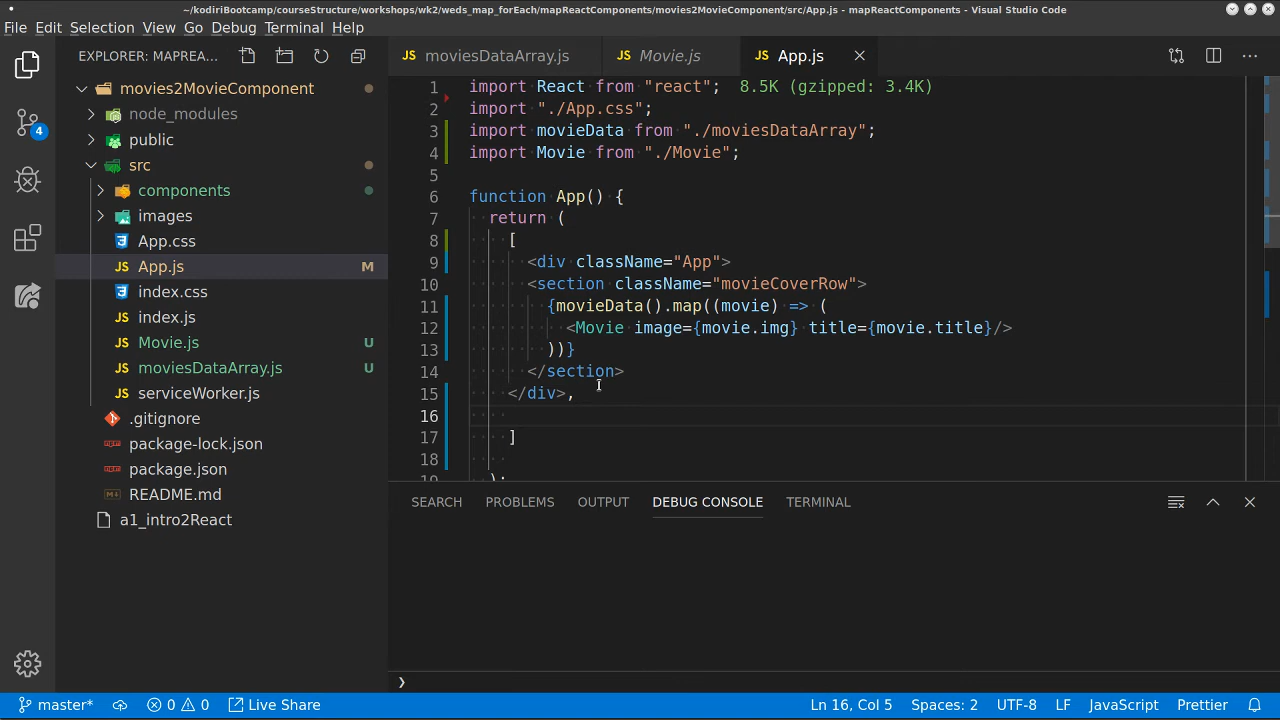 ~/kodiriBootcamp/courseStructure/workshops/wk2/weds_map_forEach/mapReactComponents/movies2MovieComponent/src/App.js - mapReactComponents - Visual Studio Code
File Edit Selection View Go Debug Terminal Help
EXPLORER: MAPREA...
moviesDataArray.js Movie.js App.js
movies2MovieComponent
node_modules
public
src
components
images
App.css
App.js M
index.css
index.js
Movie.js U
moviesDataArray.js U
serviceWorker.js
.gitignore
package-lock.json
package.json
README.md
a1_intro2React
4
1 import React from "react"; 8.5K (gzipped: 3.4K)
2 import "./App.css";
3 import movieData from "./moviesDataArray";
4 import Movie from "./Movie";
5
6 function App() {
7 return (
8 [
9 <div className="App">
10 <section className="movieCoverRow">
11 {movieData().map((movie) => (
12 <Movie image={movie.img} title={movie.title}/>
13 ))}
14 </section>
15 </div>,
16
17 ]
18
19 );
SEARCH PROBLEMS OUTPUT DEBUG CONSOLE TERMINAL
master* 0 0 Live Share Ln 16, Col 5 Spaces: 2 UTF-8 LF JavaScript Prettier